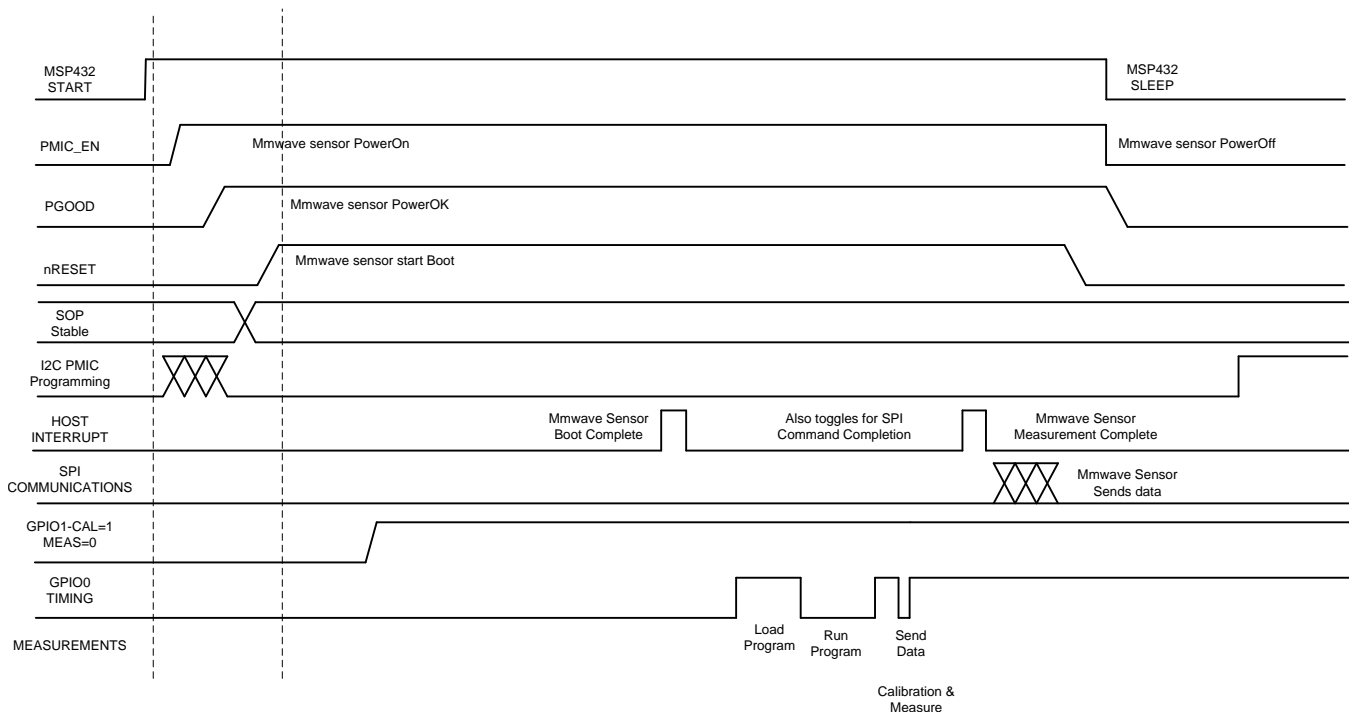 MSP432
START
MSP432
SLEEP
PMIC_EN
Mmwave sensor PowerOn
Mmwave sensor PowerOff
PGOOD
Mmwave sensor PowerOK
nRESET
Mmwave sensor start Boot
SOP
Stable
I2C PMIC
Programming
HOST
INTERRUPT
Mmwave Sensor
Boot Complete
Also toggles for SPI
Command Completion
Mmwave Sensor
Measurement Complete
SPI
COMMUNICATIONS
Mmwave Sensor
Sends data
GPIO1-CAL=1
MEAS=0
GPIO0
TIMING
MEASUREMENTS
Load
Program
Run
Program
Send
Data
Calibration &
Measure